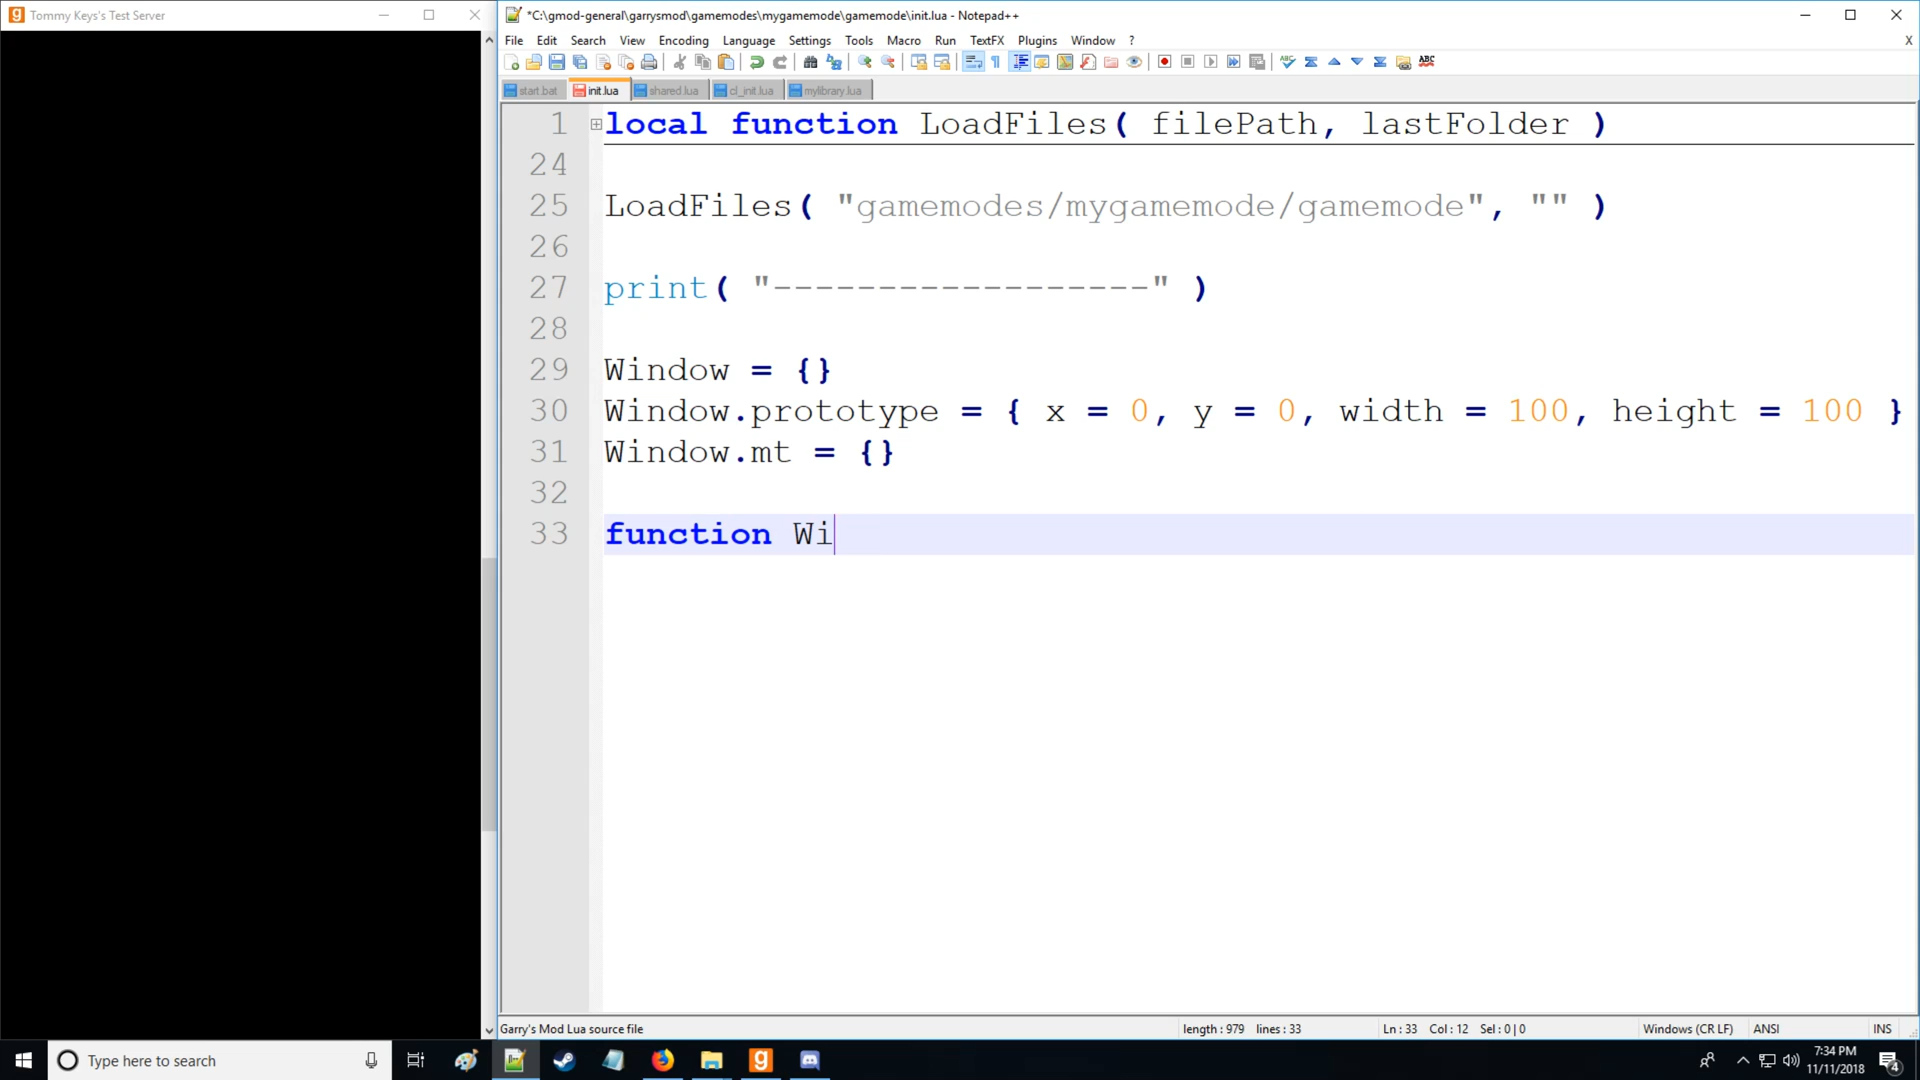 Tommy Keys's Test Server
*C:\gmod-general\garrysmod\gamemodes\mygamemode\gamemode\init.lua - Notepad++
File Edit Search View Encoding Language Settings Tools Macro Run TextFX Plugins Window ? X
start.bat init.lua shared.lua cl_init.lua mylibrary.lua
1 local function LoadFiles( filePath, lastFolder )
24
25 LoadFiles( "gamemodes/mygamemode/gamemode", "" )
26
27 print( "------------------" )
28
29 Window = {}
30 Window.prototype = { x = 0, y = 0, width = 100, height = 100 }
31 Window.mt = {}
32
33 function Wi
Garry's Mod Lua source file length : 979 lines : 33 Ln : 33 Col : 12 Sel : 0 | 0 Windows (CR LF) ANSI INS
Type here to search
7:34 PM
11/11/2018
4